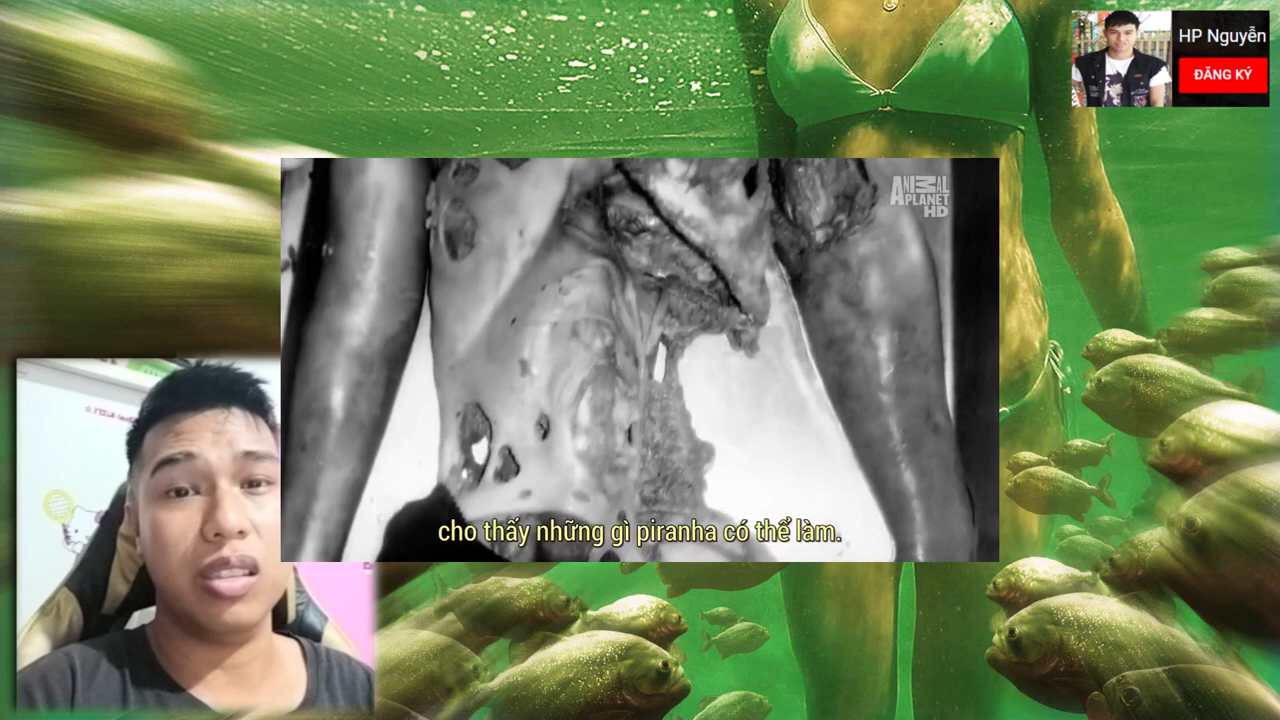 HP Nguyễn
ĐĂNG KÝ
ANIMAL
PLANET
HD
cho thấy những gì piranha có thể làm.